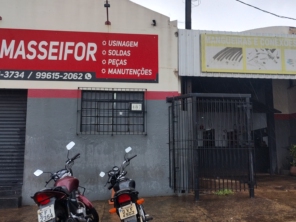 MASSEIFOR
USINAGEM
SOLDAS
PEÇAS
MANUTENÇÕES
-3734 / 99615-2062